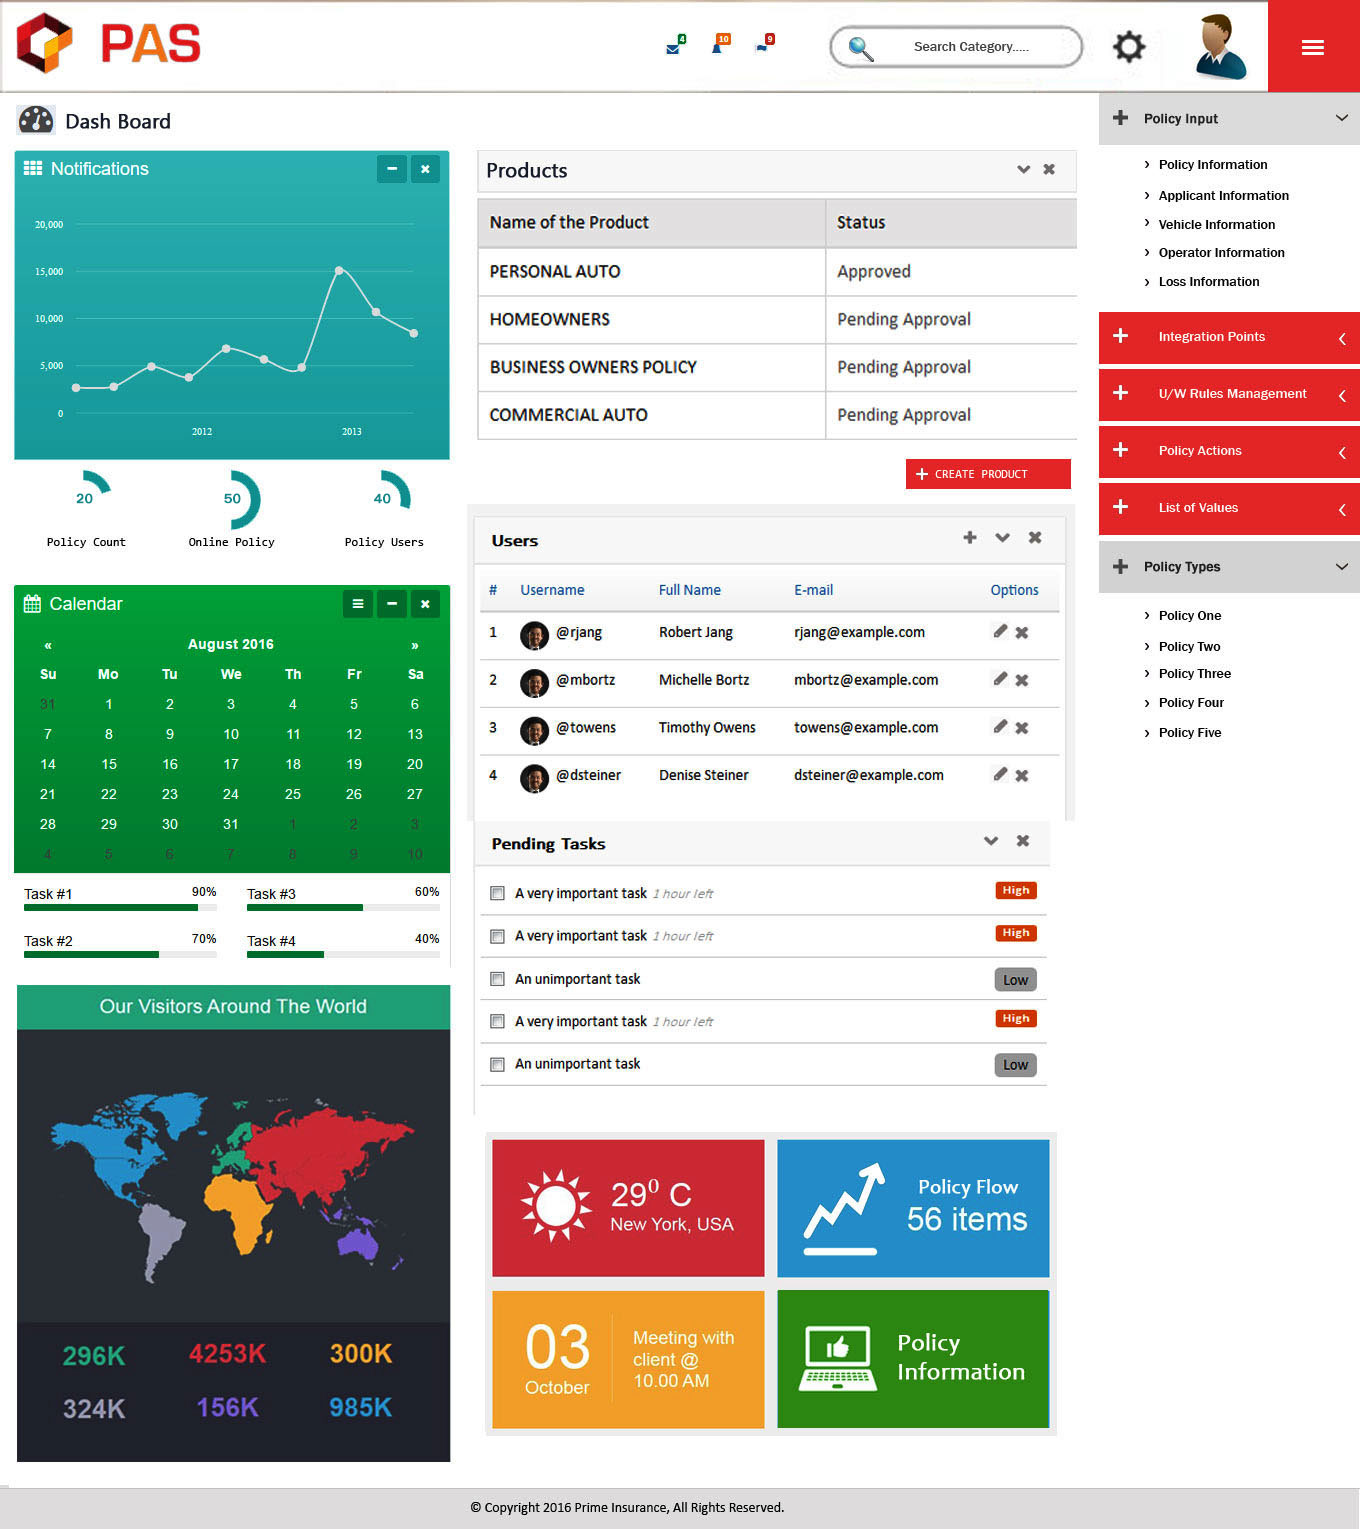 PAS
4
10
9
Search Category.....
Dash Board
Notifications
20,000
15,000
10,000
5,000
0
2012
2013
20
50
40
Policy Count
Online Policy
Policy Users
Calendar
« August 2016 »
Su Mo Tu We Th Fr Sa
31 1 2 3 4 5 6
7 8 9 10 11 12 13
14 15 16 17 18 19 20
21 22 23 24 25 26 27
28 29 30 31 1 2 3
4 5 6 7 8 9 10
Task #1 90%
Task #3 60%
Task #2 70%
Task #4 40%
Our Visitors Around The World
296K 4253K 300K
324K 156K 985K
Products
Name of the Product Status
PERSONAL AUTO Approved
HOMEOWNERS Pending Approval
BUSINESS OWNERS POLICY Pending Approval
COMMERCIAL AUTO Pending Approval
+ CREATE PRODUCT
Users
# Username Full Name E-mail Options
1 @rjang Robert Jang rjang@example.com
2 @mbortz Michelle Bortz mbortz@example.com
3 @towens Timothy Owens towens@example.com
4 @dsteiner Denise Steiner dsteiner@example.com
Pending Tasks
A very important task 1 hour left High
A very important task 1 hour left High
An unimportant task Low
A very important task 1 hour left High
An unimportant task Low
29⁰ C
New York, USA
Policy Flow
56 items
03
October
Meeting with
client @
10.00 AM
Policy
Information
Policy Input
Policy Information
Applicant Information
Vehicle Information
Operator Information
Loss Information
Integration Points
U/W Rules Management
Policy Actions
List of Values
Policy Types
Policy One
Policy Two
Policy Three
Policy Four
Policy Five
© Copyright 2016 Prime Insurance, All Rights Reserved.